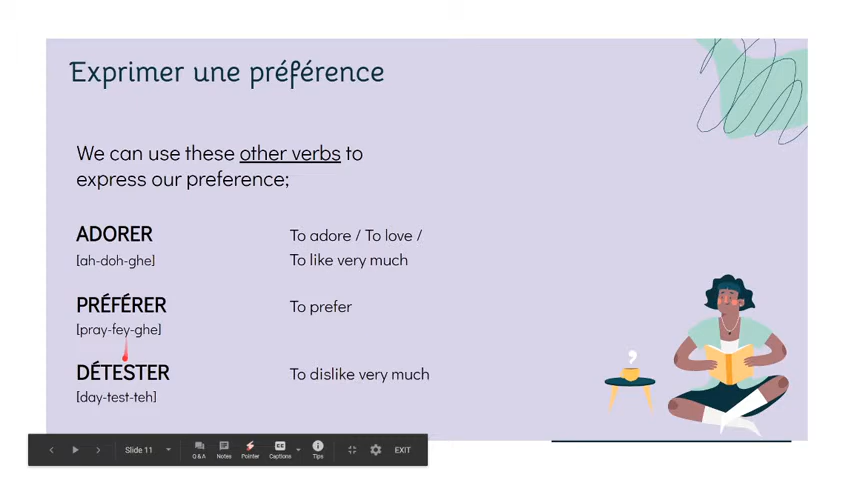 Exprimer une préférence
We can use these other verbs to
express our preference;
ADORER
To adore / To love /
[ah-doh-ghe]
To like very much
PRÉFÉRER
To prefer
[pray-fey-ghe]
DÉTESTER
To dislike very much
[day-test-teh]
Slide 11
Q&A Notes Pointer Captions Tips EXIT
CC